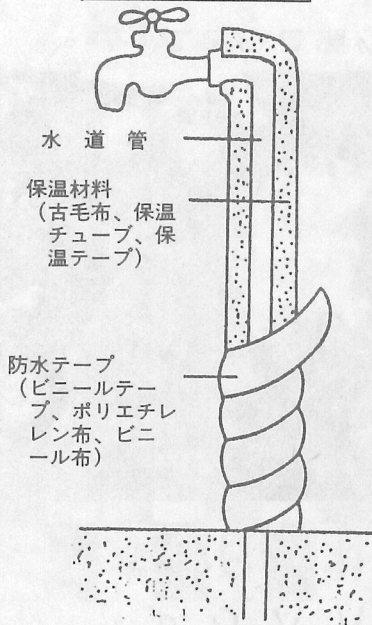 水道管
保温材料
（古毛布、保温
チューブ、保
温テープ）
防水テープ
（ビニールテー
プ、ポリエチレ
レン布、ビニ
ール布）